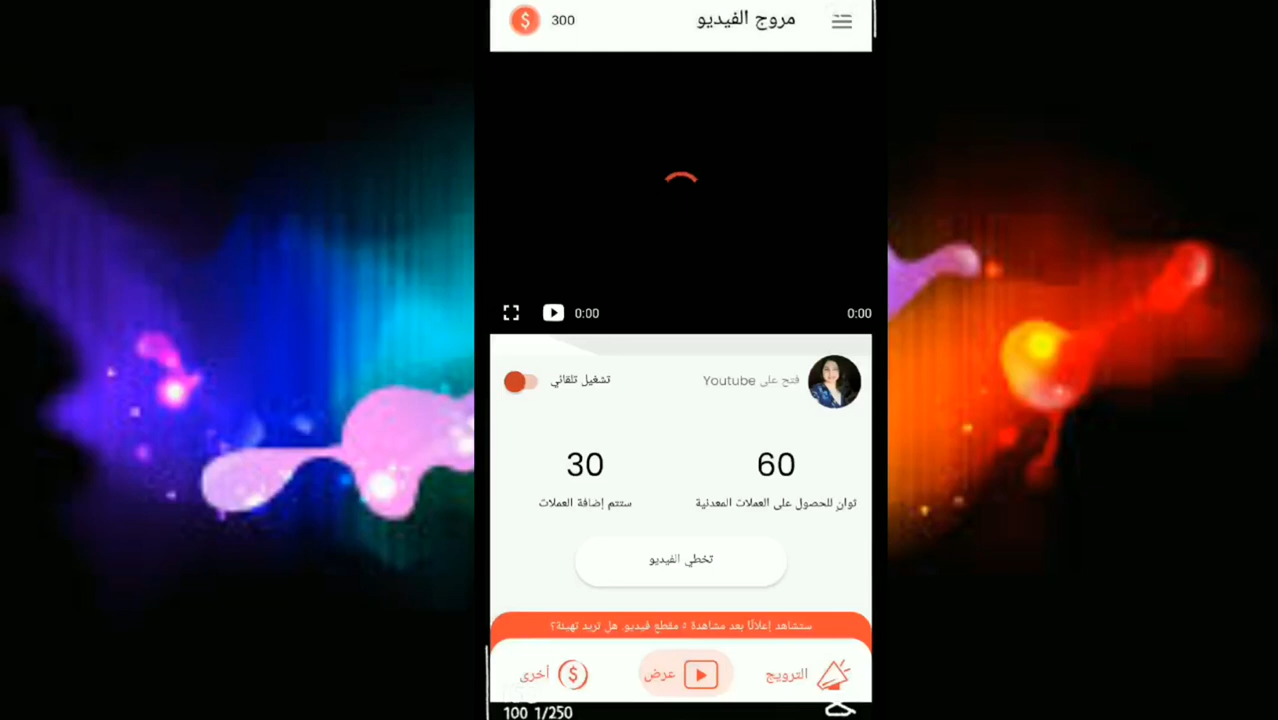 مروج الفيديو
300
0:00
0:00
فتح على Youtube
تشغيل تلقائي
60
30
ثوانٍ للحصول على العملات المعدنية
ستتم إضافة العملات
تخطي الفيديو
ستشاهد إعلانًا بعد مشاهدة ٥ مقطع فيديو. هل تريد تهيئة؟
الترويج
عرض
أخرى
100 1/250